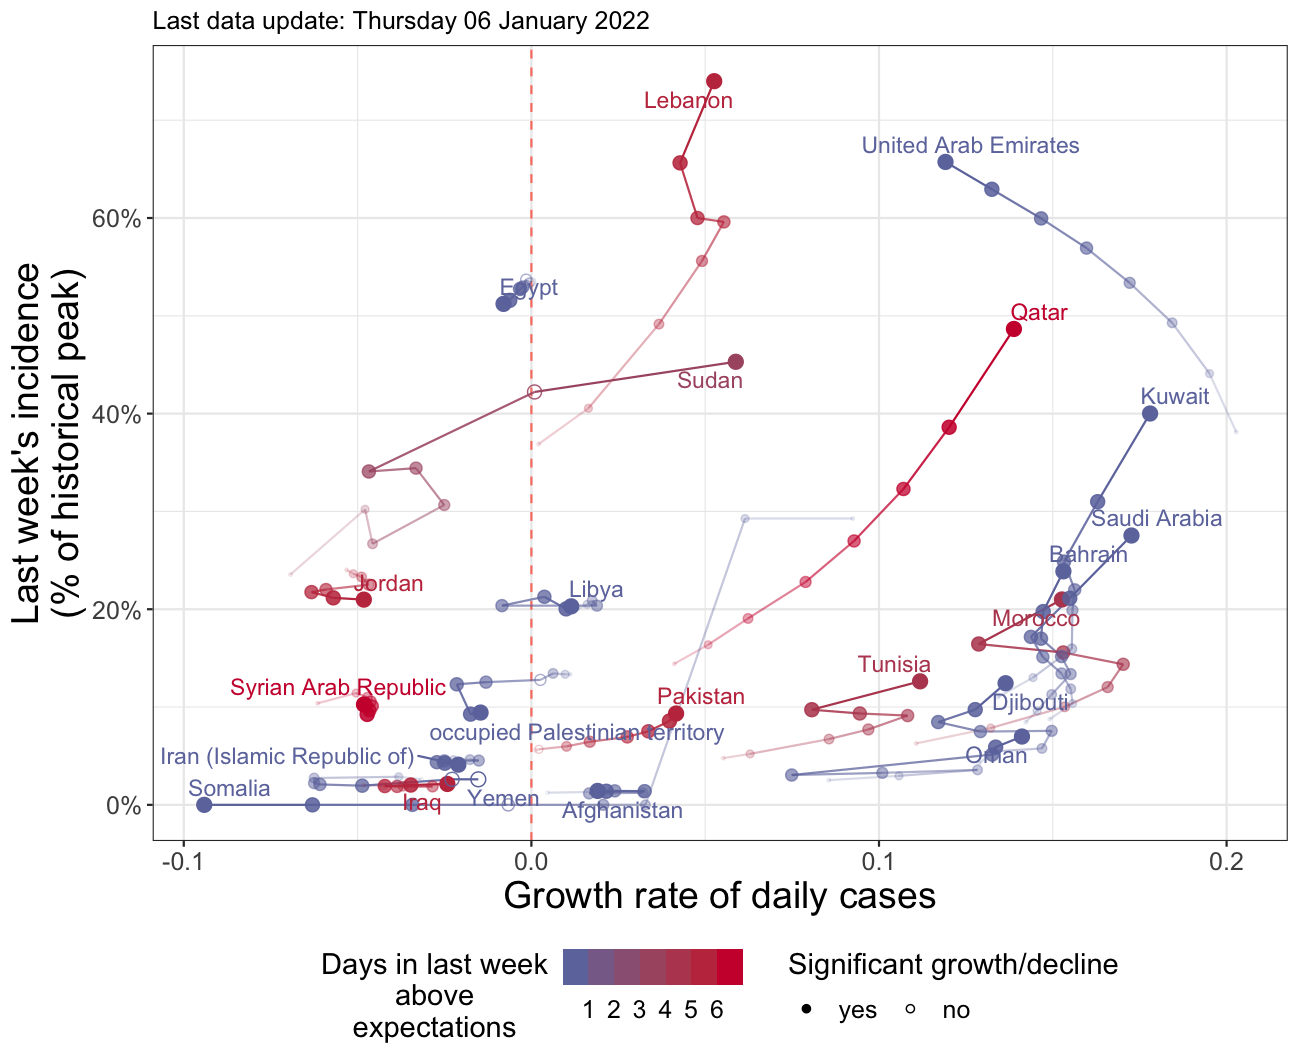 Last data update: Thursday 06 January 2022
Last week's incidence
(% of historical peak)
60%
40%
20%
0%
Lebanon
United Arab Emirates
Egypt
Qatar
Sudan
Kuwait
Saudi Arabia
Bahrain
Jordan
Libya
Morocco
Tunisia
Syrian Arab Republic
Pakistan
Djibouti
occupied Palestinian territory
Iran (Islamic Republic of)
Oman
Somalia
Iraq
Yemen
Afghanistan
-0.1
0.0
0.1
0.2
Growth rate of daily cases
Days in last week
above
expectations
1 2 3 4 5 6
Significant growth/decline
yes
no